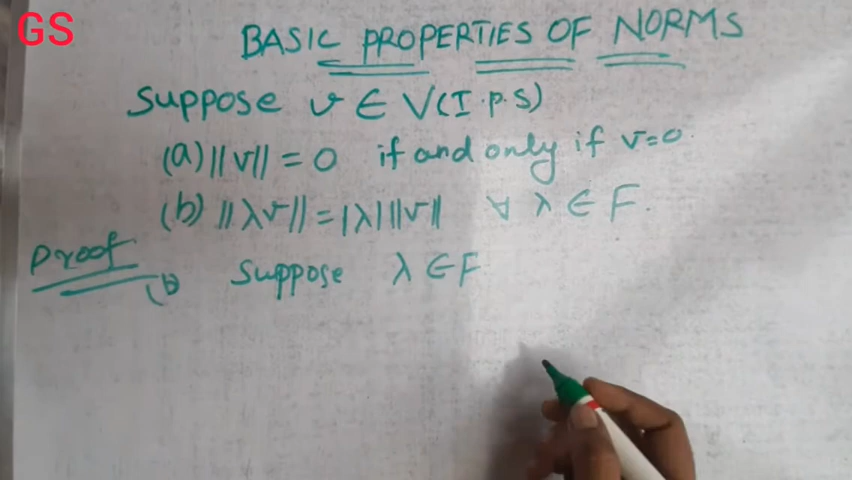 GS
BASIC PROPERTIES OF NORMS
Suppose v ∈ V(I.P.S)
(a) ||v|| = 0 if and only if v=0.
(b) ||λv|| = |λ| ||v|| ∀ λ ∈ F.
Proof
Suppose λ ∈ F